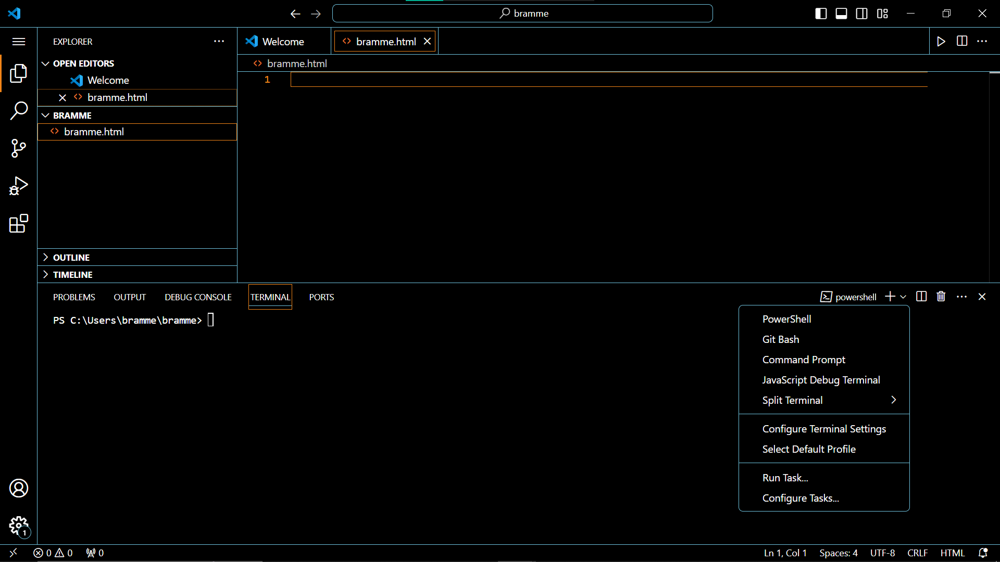 bramme
EXPLORER
OPEN EDITORS
Welcome
bramme.html
BRAMME
bramme.html
OUTLINE
TIMELINE
Welcome
bramme.html
bramme.html
1
PROBLEMS
OUTPUT
DEBUG CONSOLE
TERMINAL
PORTS
powershell
PS C:\Users\bramme\bramme>
PowerShell
Git Bash
Command Prompt
JavaScript Debug Terminal
Split Terminal
Configure Terminal Settings
Select Default Profile
Run Task...
Configure Tasks...
1
0
0
0
Ln 1, Col 1
Spaces: 4
UTF-8
CRLF
HTML